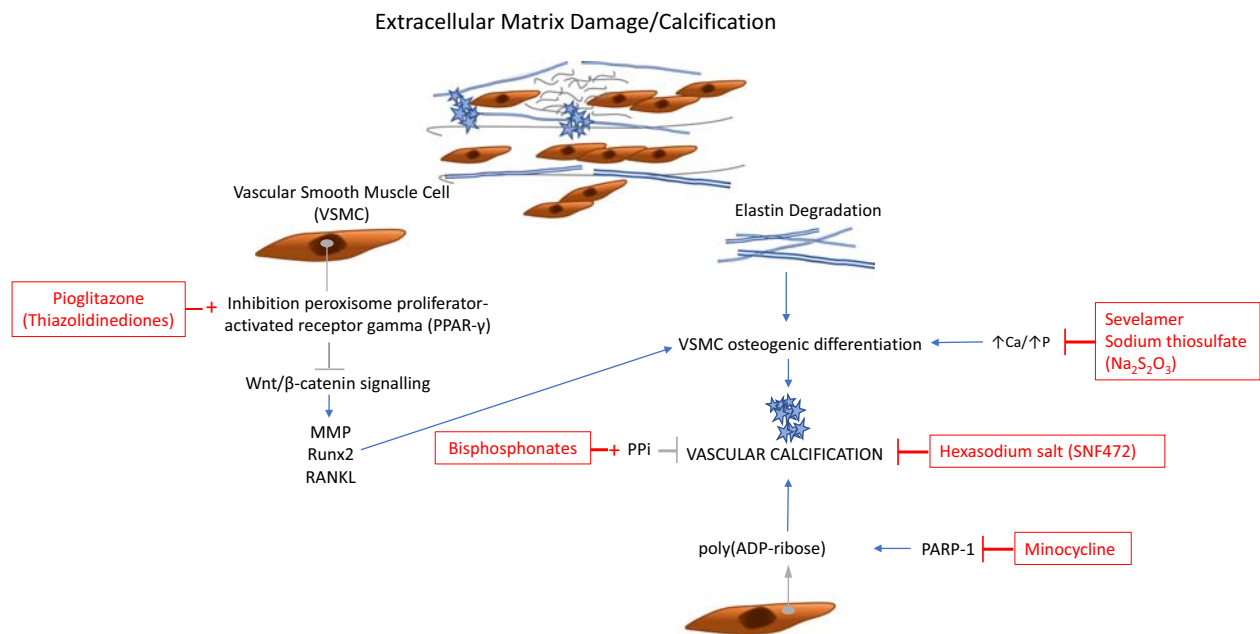 Extracellular Matrix Damage/Calcification
Vascular Smooth Muscle Cell
(VSMC)
Elastin Degradation
Pioglitazone
(Thiazolidinediones)
+
Inhibition peroxisome proliferator-
activated receptor gamma (PPAR-γ)
Wnt/β-catenin signalling
MMP
Runx2
RANKL
VSMC osteogenic differentiation
↑Ca/↑P
Sevelamer
Sodium thiosulfate
(Na₂S₂O₃)
Bisphosphonates
+
PPi
VASCULAR CALCIFICATION
Hexasodium salt (SNF472)
poly(ADP-ribose)
PARP-1
Minocycline